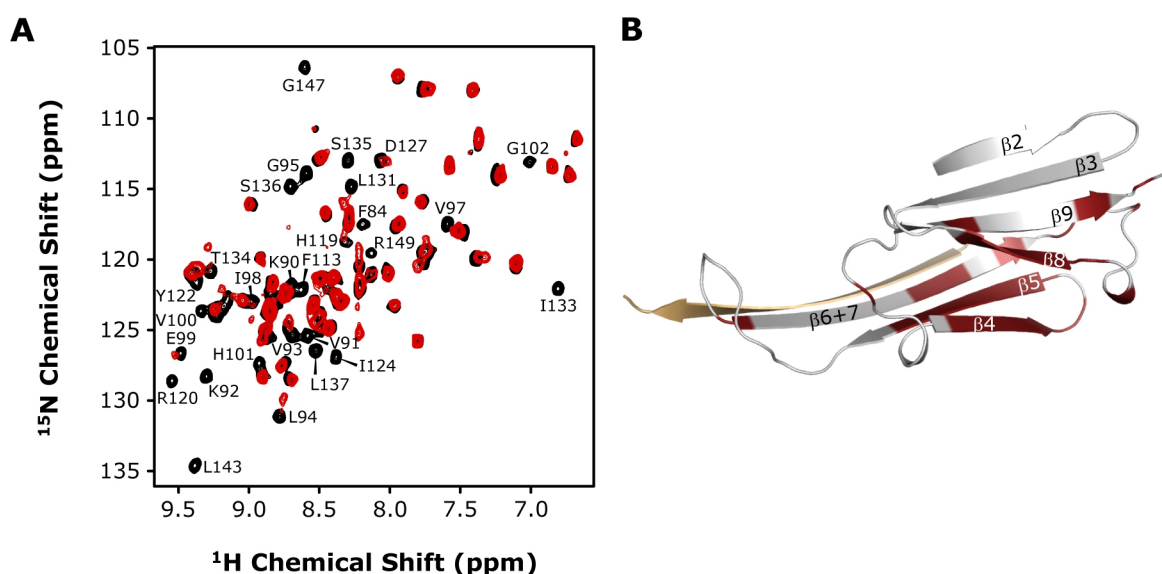 A
B
105
110
115
120
125
130
135
9.5
9.0
8.5
8.0
7.5
7.0
15N Chemical Shift (ppm)
1H Chemical Shift (ppm)
G147
S135
D127
G102
G95
S136
L131
F84
V97
H119
R149
T134
K90
F113
I98
I133
Y122
V100
E99
V93
V91
H101
I124
L137
R120
K92
L94
L143
β2
β3
β9
β8
β5
β6+7
β4